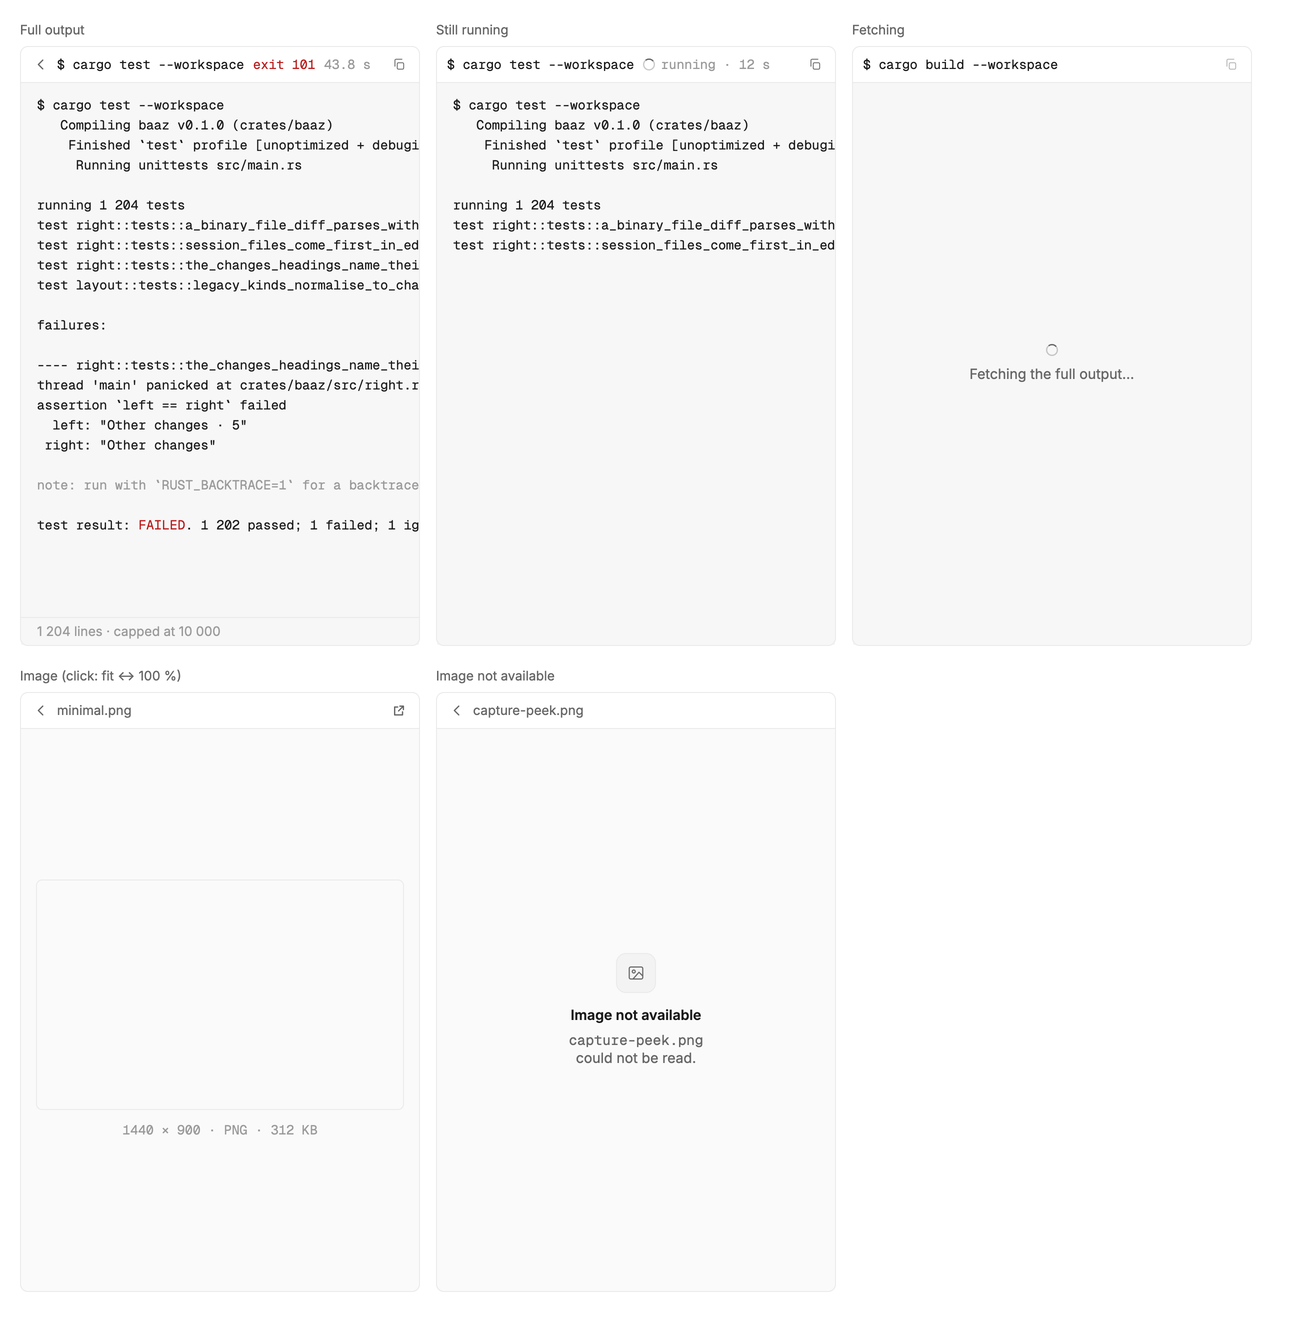 Full output
$ cargo test --workspace exit 101 43.8 s
$ cargo test --workspace
Compiling baaz v0.1.0 (crates/baaz)
Finished `test` profile [unoptimized + debugi
Running unittests src/main.rs
running 1 204 tests
test right::tests::a_binary_file_diff_parses_with
test right::tests::session_files_come_first_in_ed
test right::tests::the_changes_headings_name_thei
test layout::tests::legacy_kinds_normalise_to_cha
failures:
---- right::tests::the_changes_headings_name_thei
thread 'main' panicked at crates/baaz/src/right.r
assertion `left == right` failed
left: "Other changes · 5"
right: "Other changes"
note: run with `RUST_BACKTRACE=1` for a backtrace
test result: FAILED. 1 202 passed; 1 failed; 1 ig
1 204 lines · capped at 10 000
Still running
$ cargo test --workspace running · 12 s
$ cargo test --workspace
Compiling baaz v0.1.0 (crates/baaz)
Finished `test` profile [unoptimized + debugi
Running unittests src/main.rs
running 1 204 tests
test right::tests::a_binary_file_diff_parses_with
test right::tests::session_files_come_first_in_ed
Fetching
$ cargo build --workspace
Fetching the full output...
Image (click: fit ↔ 100 %)
minimal.png
1440 × 900 · PNG · 312 KB
Image not available
capture-peek.png
Image not available
capture-peek.png
could not be read.